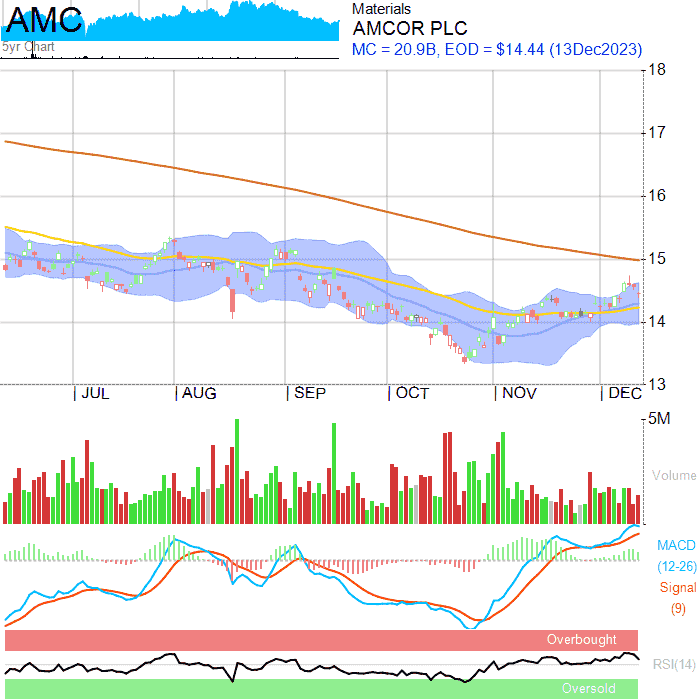 AMC
5yr Chart
Materials
AMCOR PLC
MC = 20.9B, EOD = $14.44 (13Dec2023)
18
17
16
15
14
13
JUL AUG SEP OCT NOV DEC
5M
Volume
MACD
(12-26)
Signal
(9)
Overbought
RSI(14)
Oversold